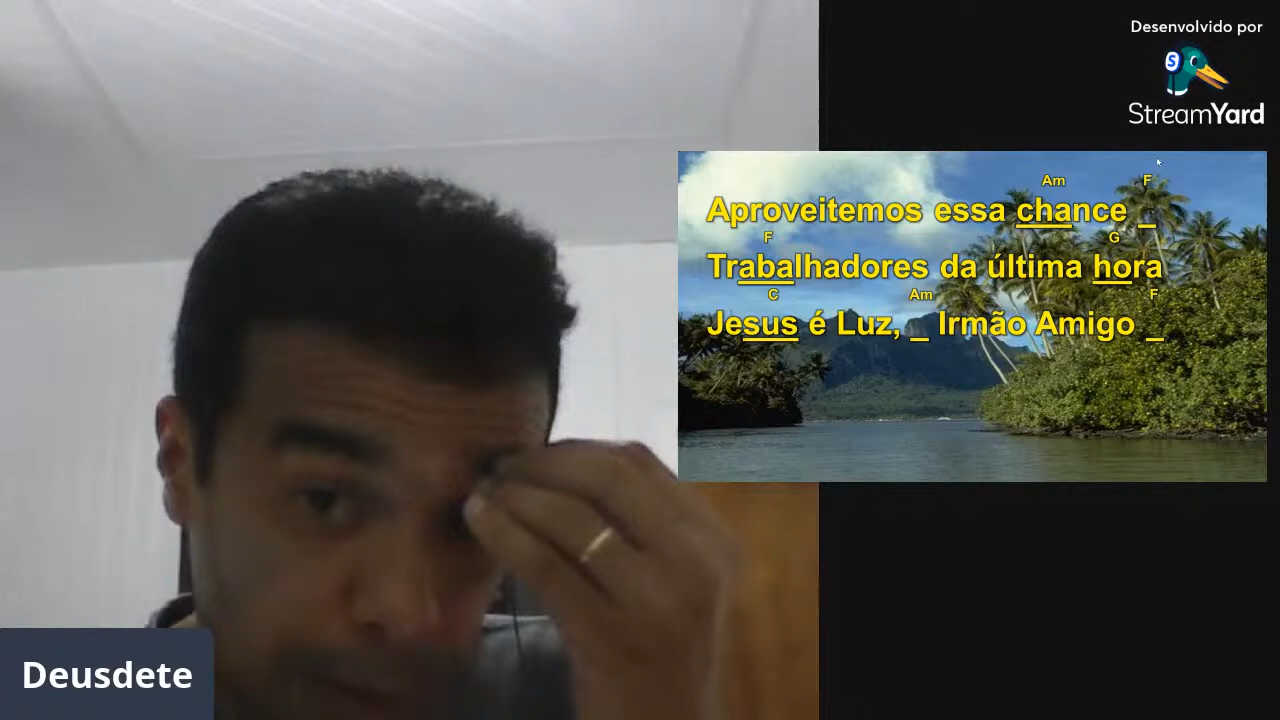 Desenvolvido por
StreamYard
Am F
Aproveitemos essa chance _
F G
Trabalhadores da última hora
C Am F
Jesus é Luz, _ Irmão Amigo _
Deusdete